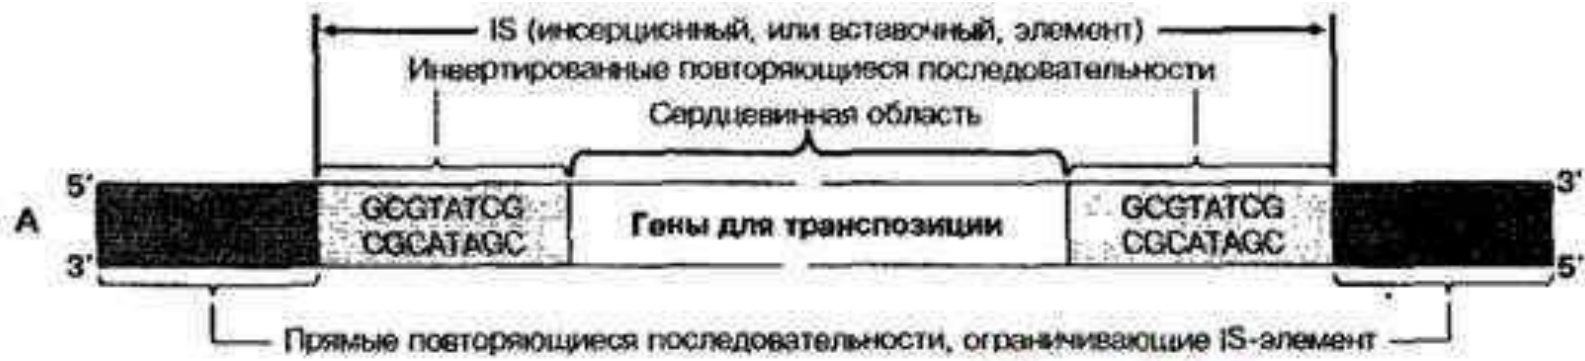 IS (инсерционный, или вставочный, элемент)
Инвертированные повторяющиеся последовательности
Сердцевинная область
5' 3'
А GCGTATCG Гены для транспозиции GCGTATCG
CGCATAGC CGCATAGC
3' 5'
Прямые повторяющиеся последовательности, ограничивающие IS-элемент